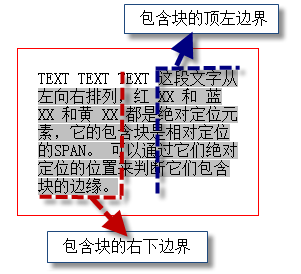 包含块的顶左边界
TEXT TEXT TEXT 这段文字从
左向右排列，红 XX 和 蓝
XX 和黄 XX 都是绝对定位元
素，它的包含块是相对定位
的SPAN。 可以通过它们绝对
定位的位置来判断它们包含
块的边缘。
包含块的右下边界